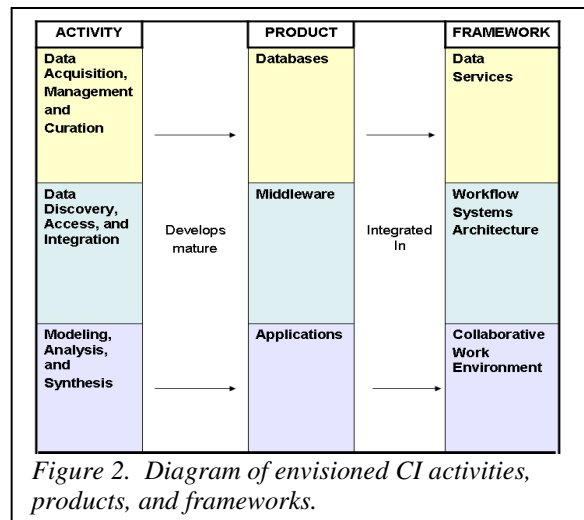 ACTIVITY
PRODUCT
FRAMEWORK
Data
Acquisition,
Management
and
Curation
Databases
Data
Services
Data
Discovery,
Access, and
Integration
Develops
mature
Middleware
Integrated
In
Workflow
Systems
Architecture
Modeling,
Analysis,
and
Synthesis
Applications
Collaborative
Work
Environment
Figure 2. Diagram of envisioned CI activities,
products, and frameworks.